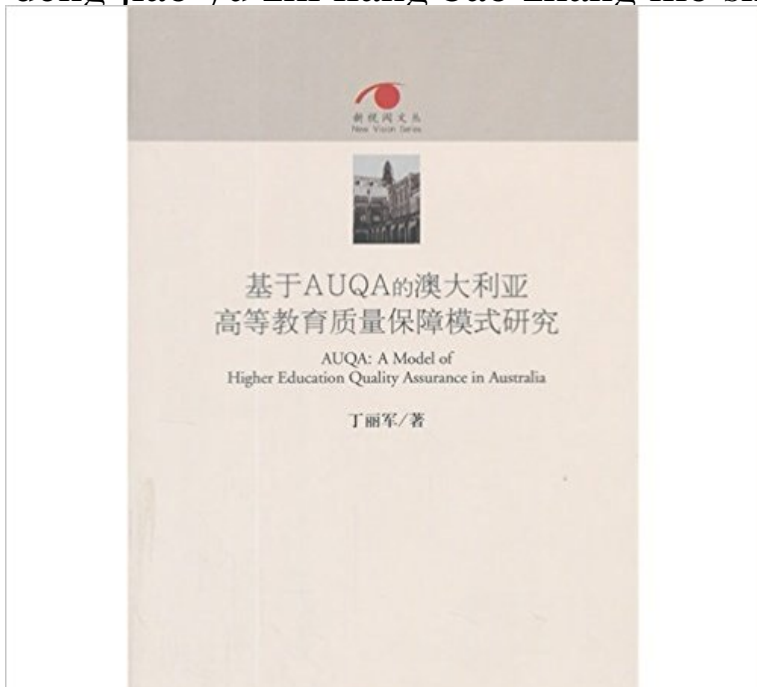 新视阈文丛
New Vision Series
基于AUQA的澳大利亚
高等教育质量保障模式研究
AUQA: A Model of
Higher Education Quality Assurance in Australia
丁丽军/著